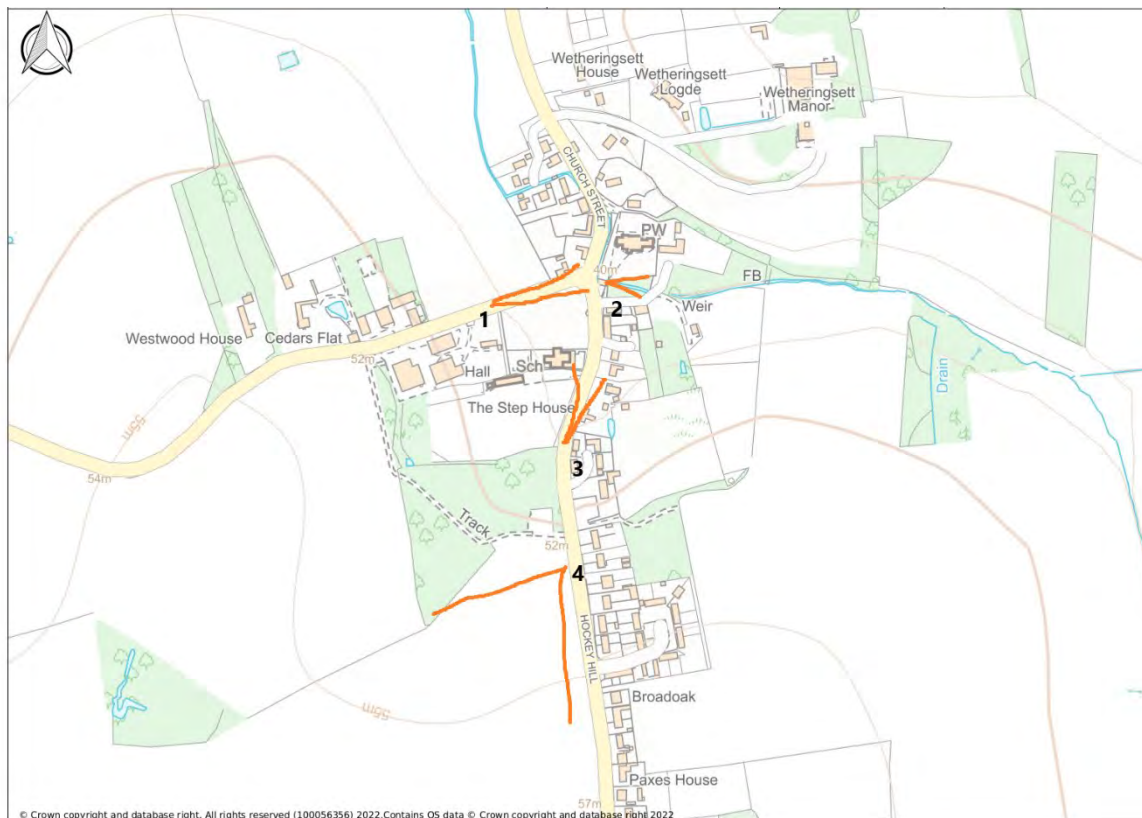 Wetheringsett
House
Wetheringsett
Logde
Wetheringsett
Manor
CHURCH STREET
PW
40m
FB
1
2
Weir
Westwood House
Cedars Flat
52m
Hall
Sch
Drain
The Step House
55m
3
54m
Track
52m
4
HOCKEY HILL
55m
Broadoak
Paxes House
57m
© Crown copyright and database right. All rights reserved (100056356) 2022.Contains OS data © Crown copyright and database right 2022